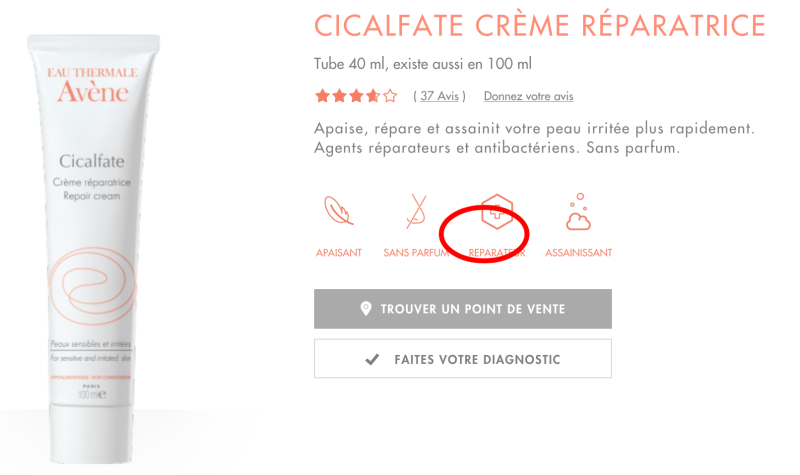 CICALFATE CRÈME RÉPARATRICE
Tube 40 ml, existe aussi en 100 ml
( 37 Avis ) Donnez votre avis
Apaise, répare et assainit votre peau irritée plus rapidement.
Agents réparateurs et antibactériens. Sans parfum.
APAISANT SANS PARFUM REPARATEUR ASSAINISSANT
TROUVER UN POINT DE VENTE
FAITES VOTRE DIAGNOSTIC
EAU THERMALE
Avène
Cicalfate
Crème réparatrice
Repair cream
Peaux sensibles et irritées
For sensitive and irritated skin
PARIS
100 ml e